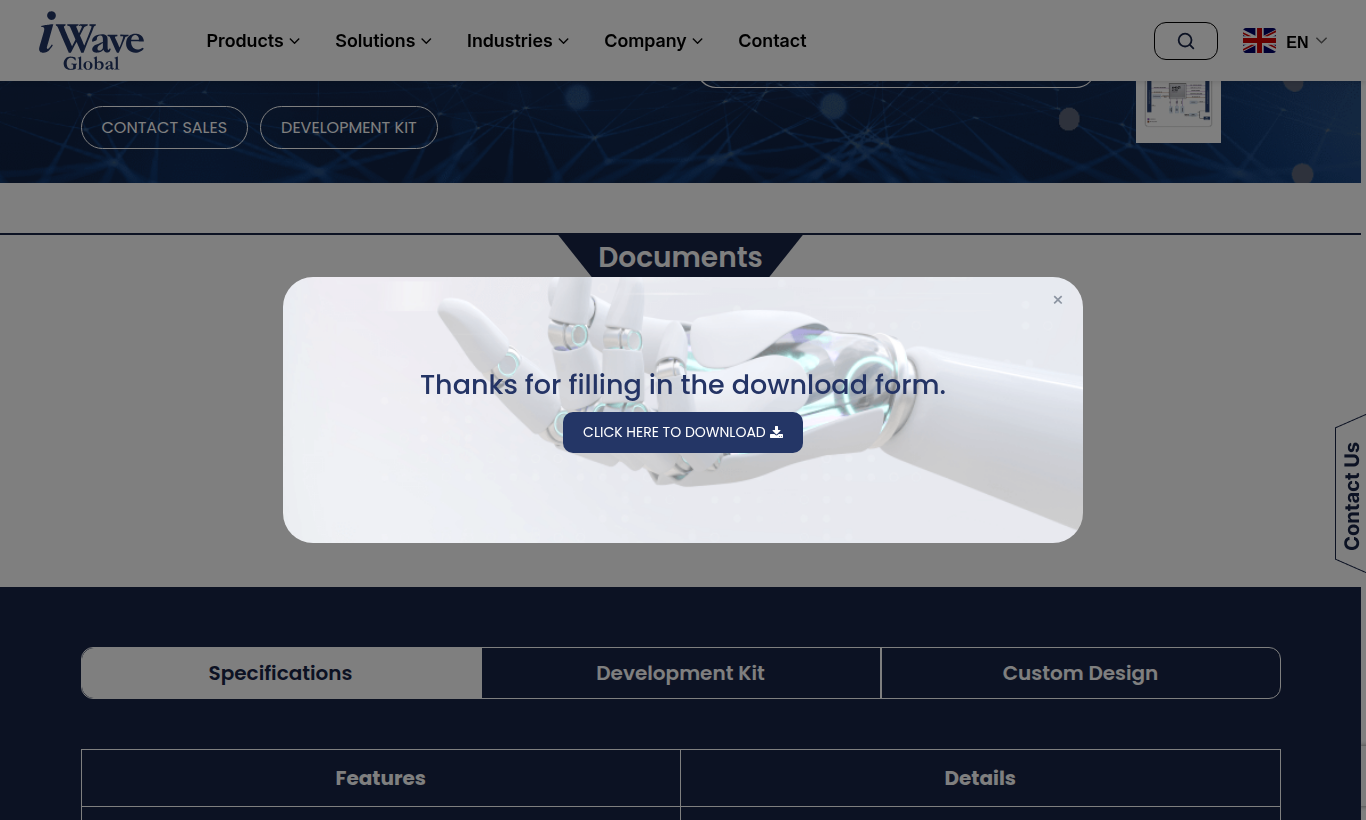 iWave
Global
Products
Solutions
Industries
Company
Contact
EN
CONTACT SALES
DEVELOPMENT KIT
Documents
×
Thanks for filling in the download form.
CLICK HERE TO DOWNLOAD
Contact Us
Specifications
Development Kit
Custom Design
Features
Details